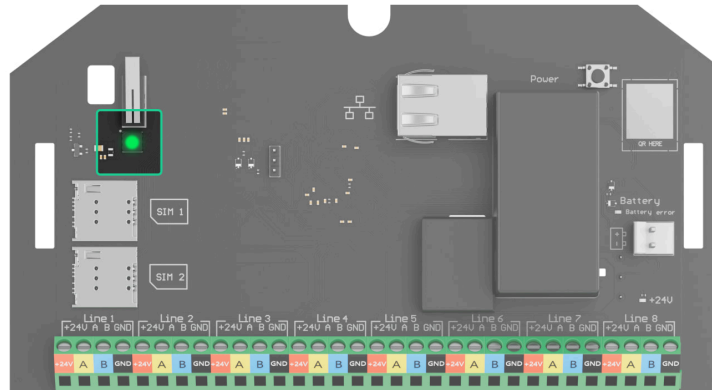 Power
QR HERE
SIM 1
SIM 2
Battery
Battery error
+
-
+24V
Line 1 Line 2 Line 3 Line 4 Line 5 Line 6 Line 7 Line 8
+24V A B GND +24V A B GND +24V A B GND +24V A B GND +24V A B GND +24V A B GND +24V A B GND +24V A B GND
+24V A B GND +24V A B GND +24V A B GND +24V A B GND +24V A B GND +24V A B GND +24V A B GND +24V A B GND